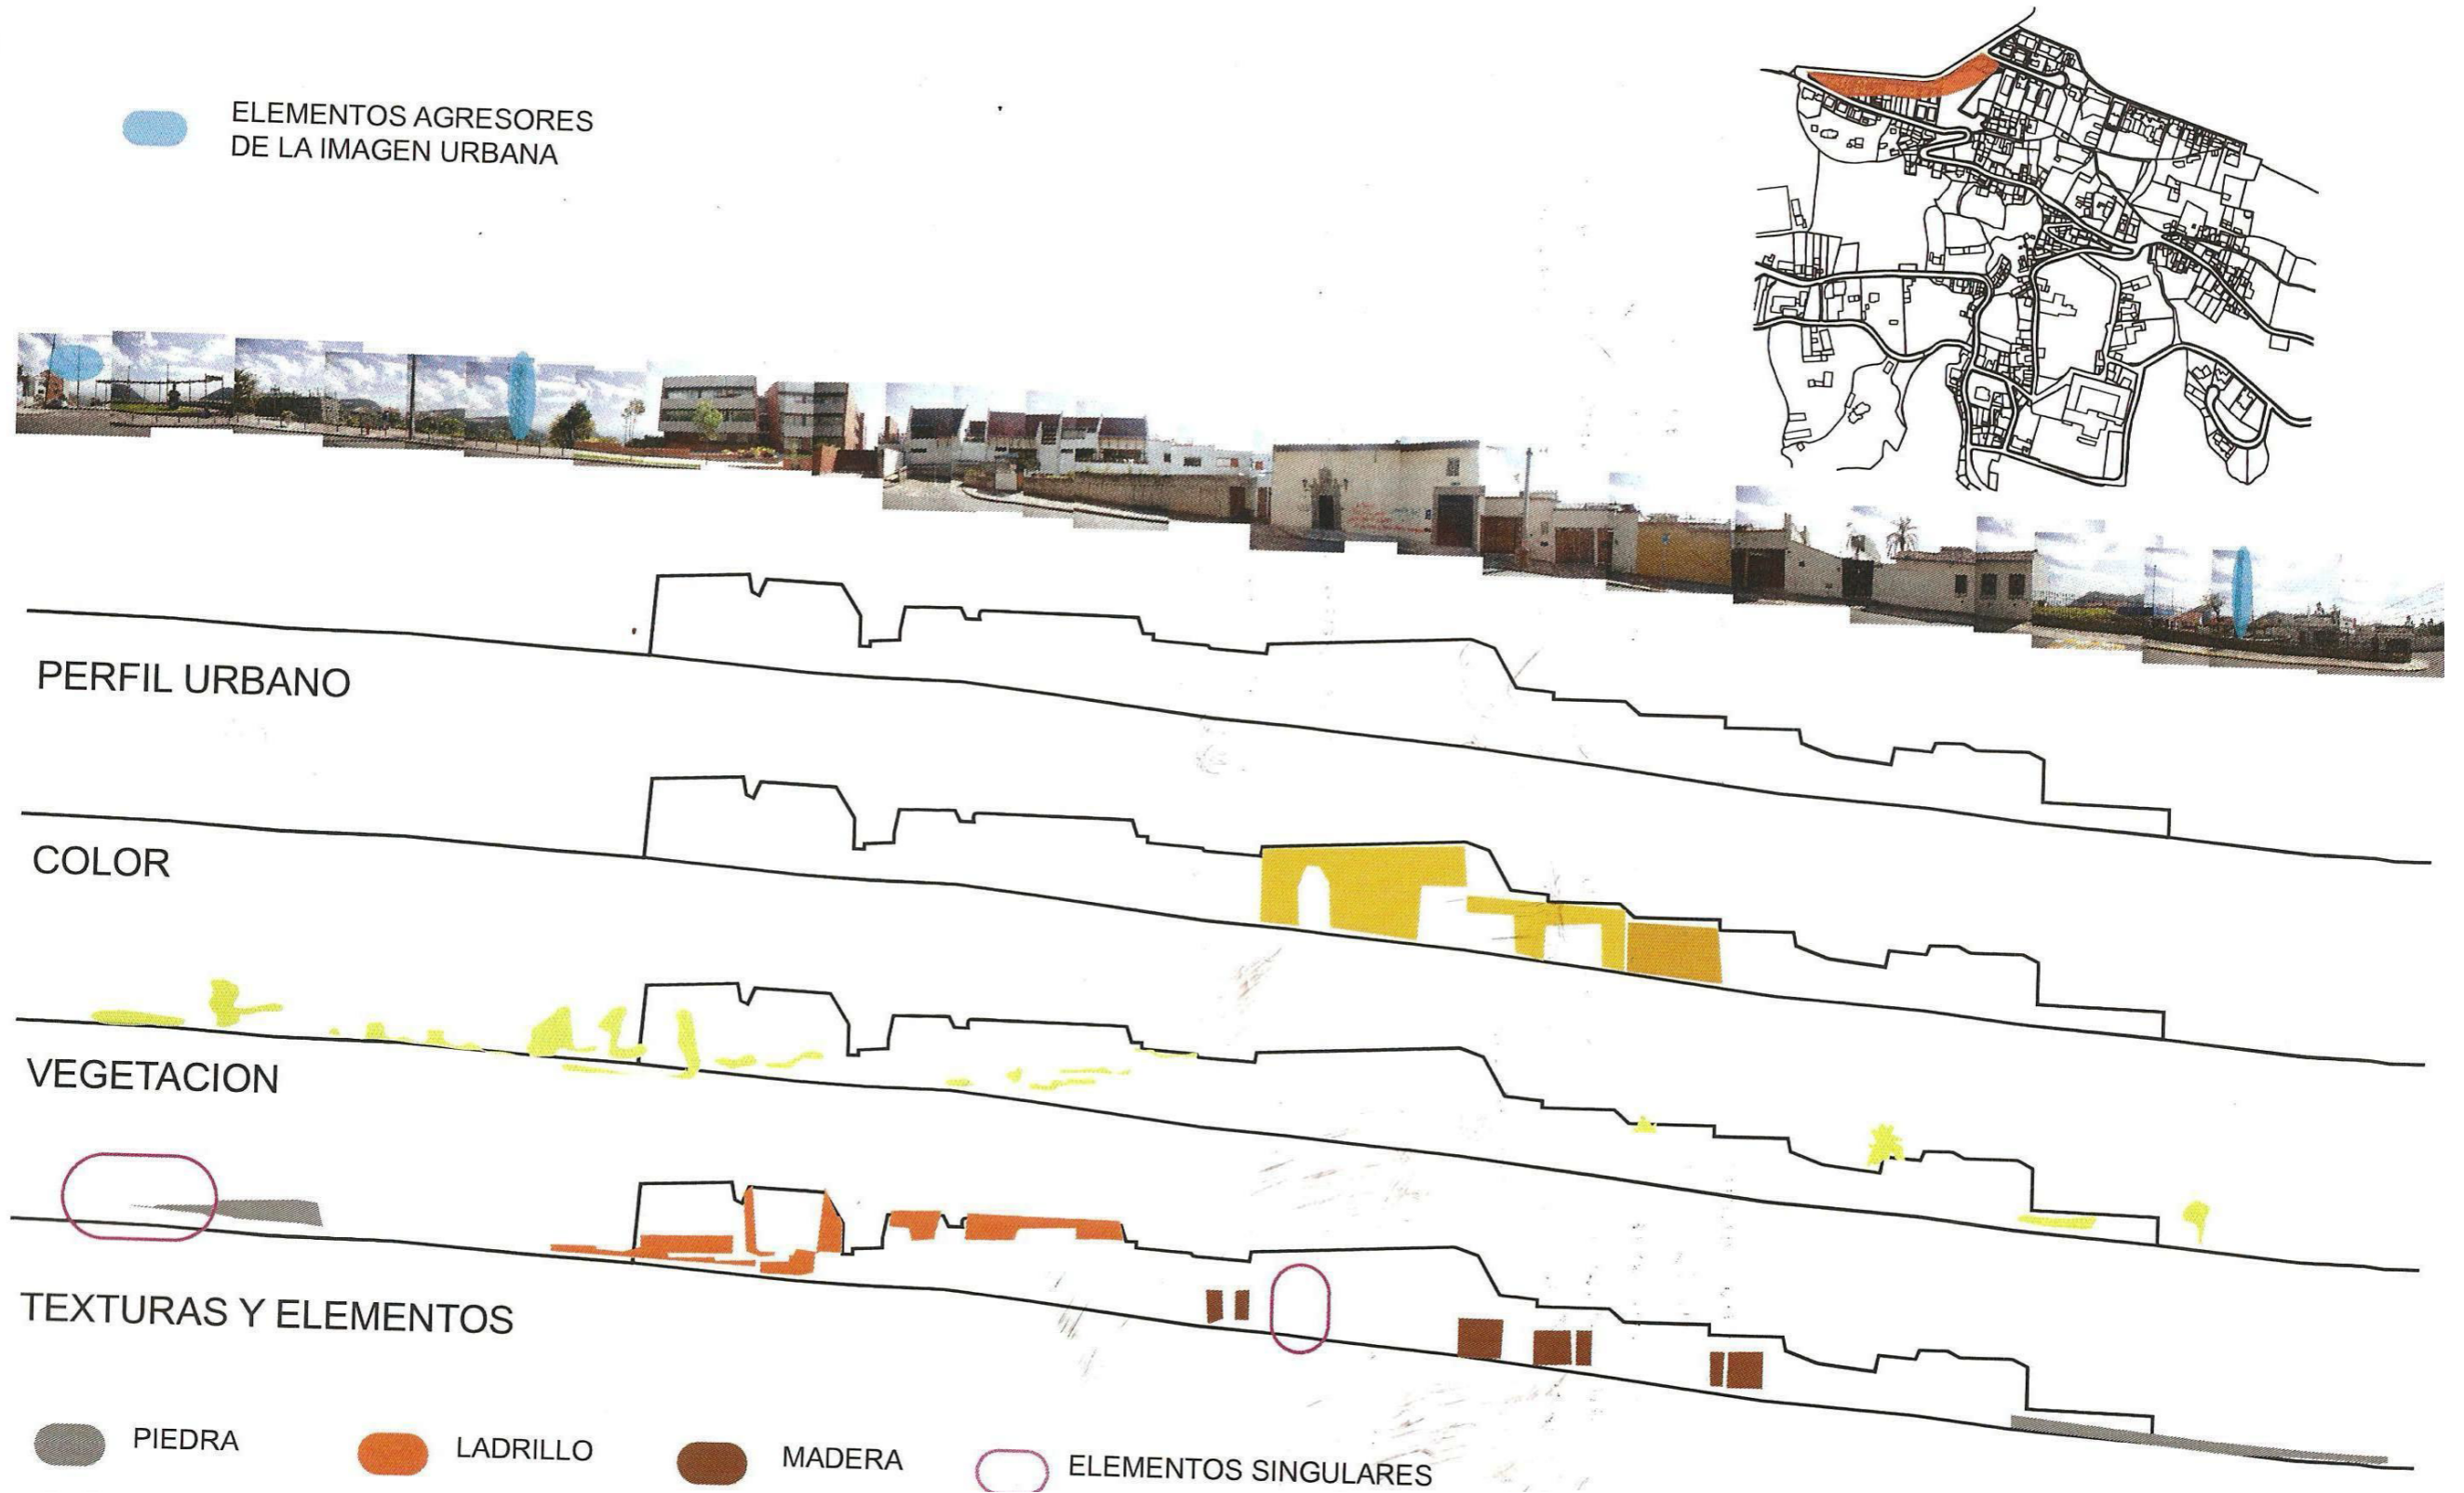 ELEMENTOS AGRESORES
DE LA IMAGEN URBANA
PERFIL URBANO
COLOR
VEGETACION
TEXTURAS Y ELEMENTOS
PIEDRA
LADRILLO
MADERA
ELEMENTOS SINGULARES